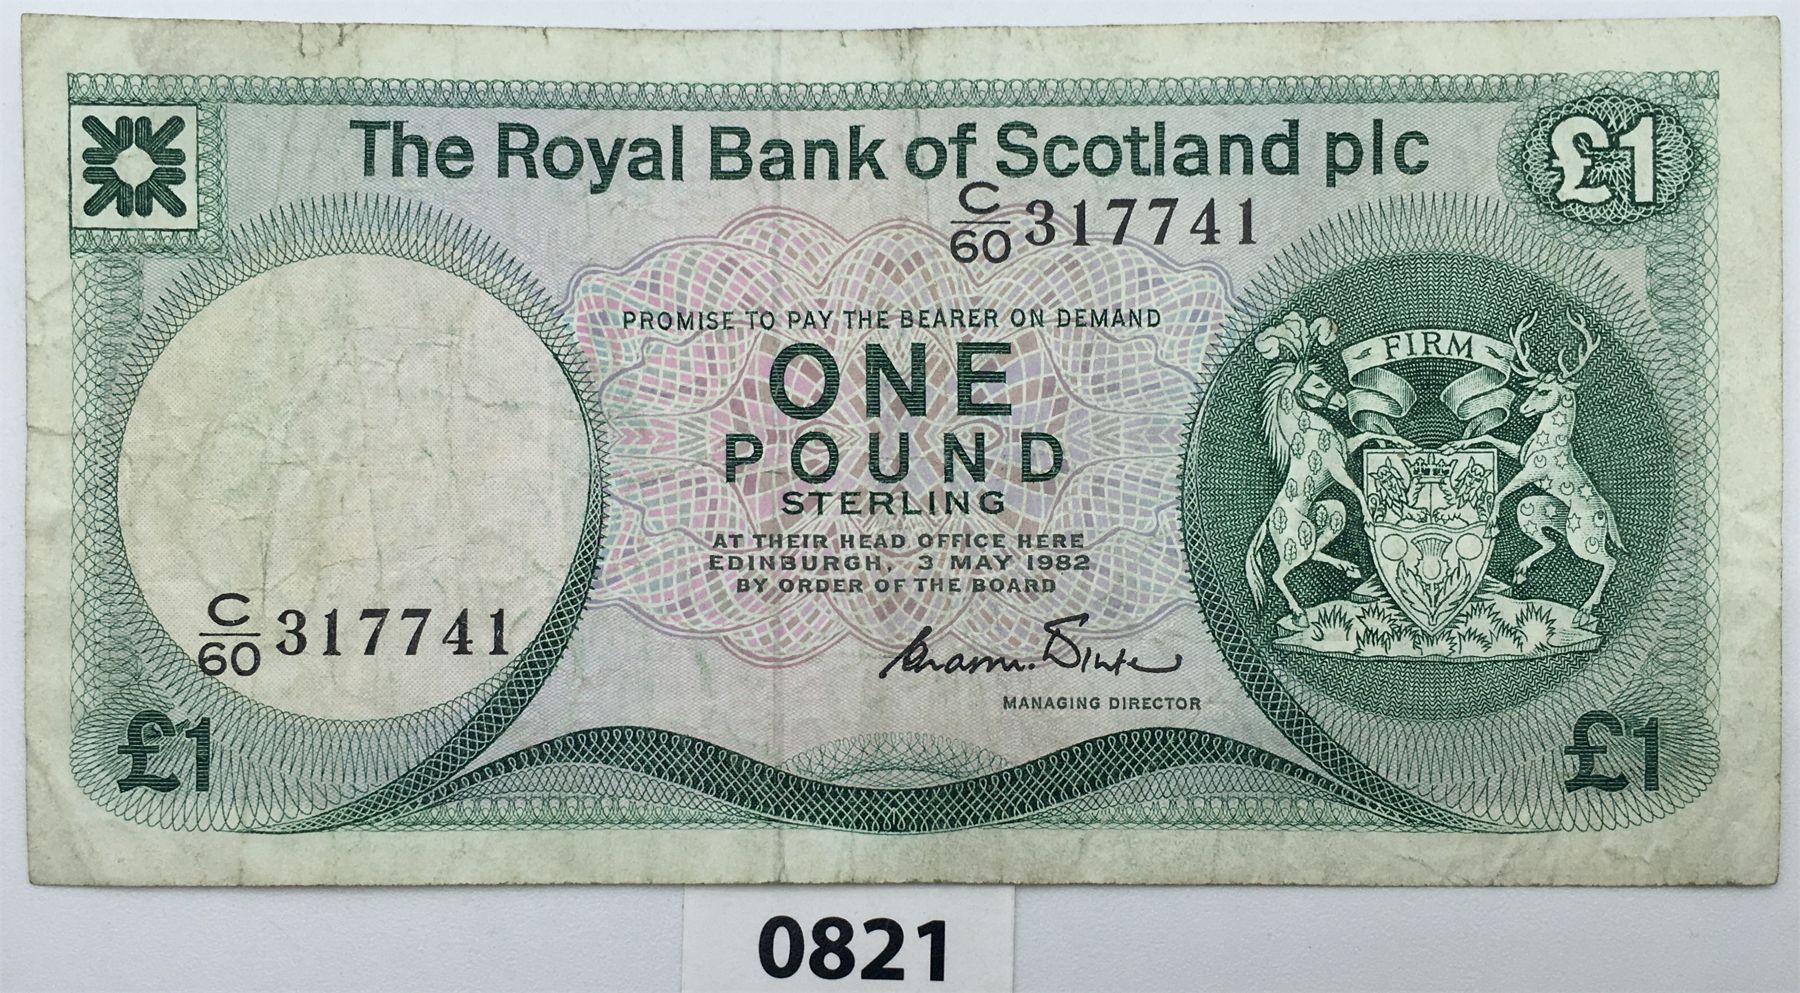 The Royal Bank of Scotland plc
£1
C/60 317741
PROMISE TO PAY THE BEARER ON DEMAND
ONE
POUND
STERLING
AT THEIR HEAD OFFICE HERE
EDINBURGH, 3 MAY 1982
BY ORDER OF THE BOARD
MANAGING DIRECTOR
FIRM
C/60 317741
£1
£1
0821